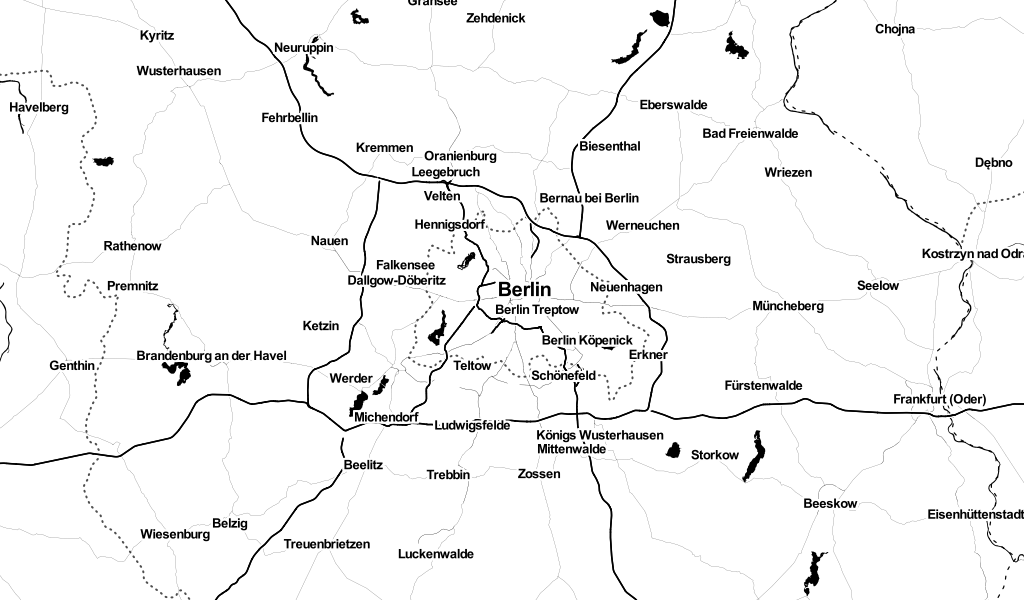 Gransee
Zehdenick
Chojna
Kyritz
Neuruppin
Wusterhausen
Havelberg
Eberswalde
Fehrbellin
Bad Freienwalde
Kremmen
Biesenthal
Oranienburg
Dębno
Leegebruch
Wriezen
Velten
Bernau bei Berlin
Hennigsdorf
Werneuchen
Nauen
Rathenow
Kostrzyn nad Odrą
Strausberg
Falkensee
Dallgow-Döberitz
Premnitz
Berlin
Neuenhagen
Seelow
Müncheberg
Berlin Treptow
Ketzin
Berlin Köpenick
Brandenburg an der Havel
Erkner
Genthin
Teltow
Schönefeld
Werder
Fürstenwalde
Frankfurt (Oder)
Michendorf
Ludwigsfelde
Königs Wusterhausen
Mittenwalde
Storkow
Beelitz
Trebbin
Zossen
Beeskow
Eisenhüttenstadt
Belzig
Wiesenburg
Treuenbrietzen
Luckenwalde